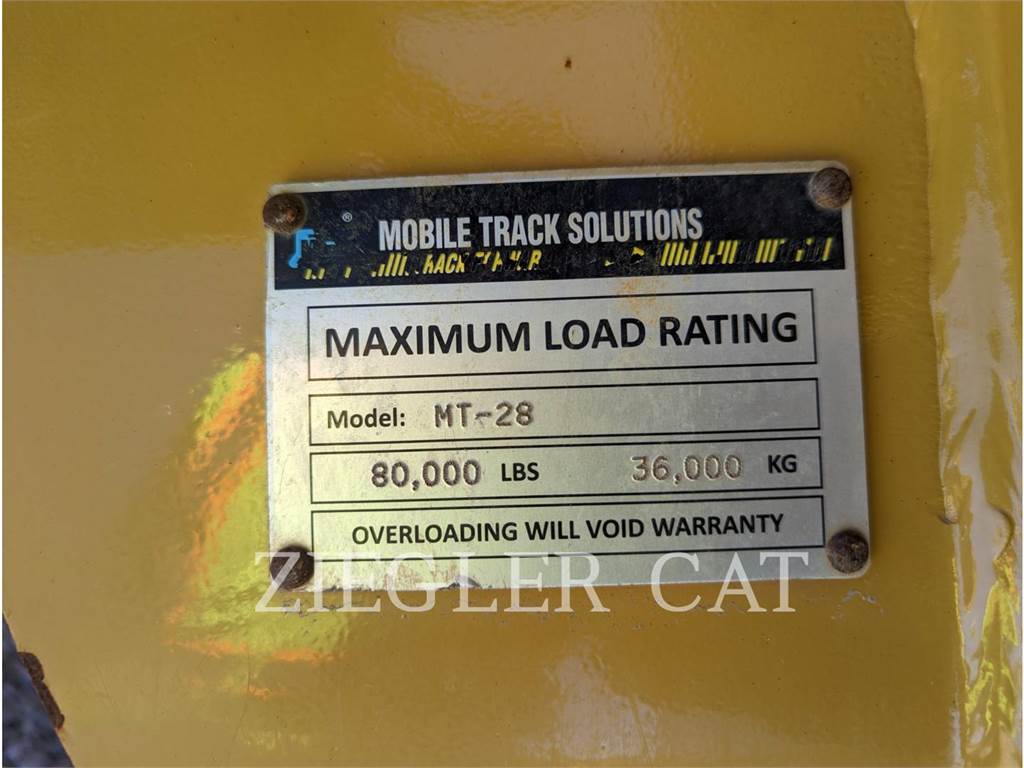 ® MOBILE TRACK SOLUTIONS
MAXIMUM LOAD RATING
Model: MT-28
80,000 LBS 36,000 KG
OVERLOADING WILL VOID WARRANTY
ZIEGLER CAT